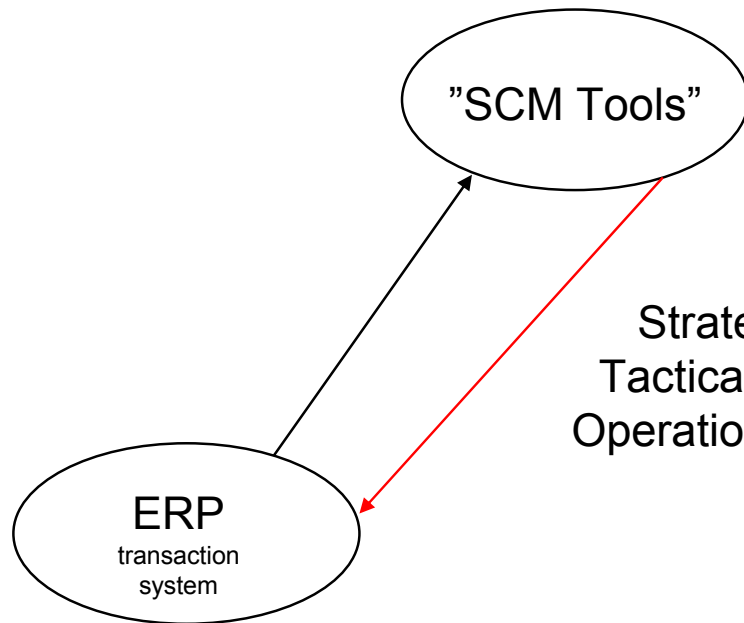 ”SCM Tools”
Strate
Tactica
Operatio
ERP
transaction
system